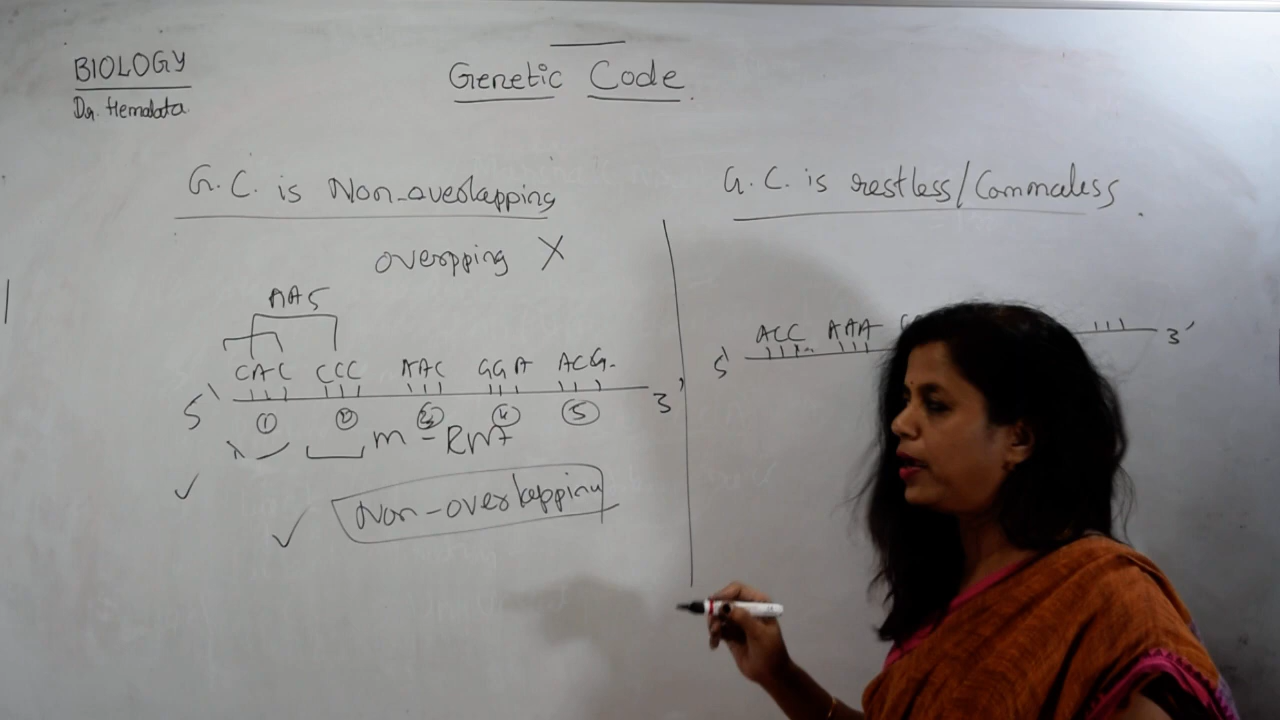 BIOLOGY
Dr. Hemalata
Genetic Code.
G.C. is Non-overlapping
overpping X
AAS
CAC CCC AAC GGA ACG.
5' 3'
1 2 3 4 5
m-RNA
Non-overlapping
G.C. is restless/Commaless.
ACC AAA
5' 3'